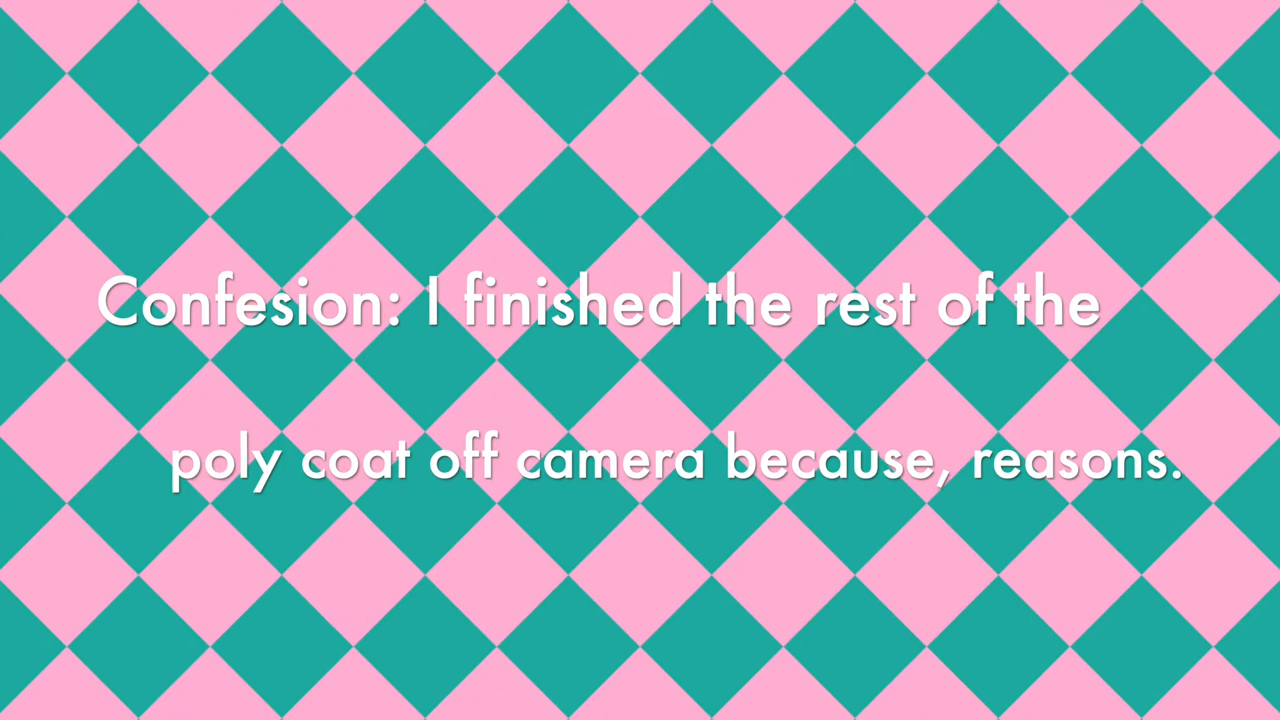 Confesion: I finished the rest of the
poly coat off camera because, reasons.